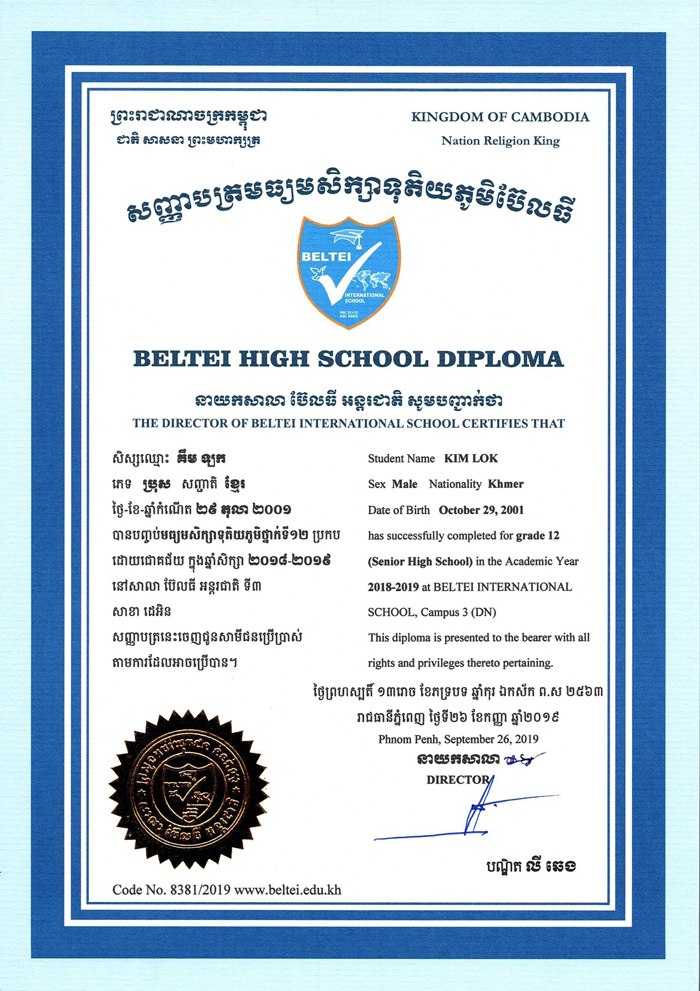 ព្រះរាជាណាចក្រកម្ពុជា
ជាតិ សាសនា ព្រះមហាក្សត្រ
KINGDOM OF CAMBODIA
Nation Religion King
សញ្ញាបត្រមធ្យមសិក្សាទុតិយភូមិប៊ែលធី
BELTEI
INTERNATIONAL
SCHOOL
BELTEI HIGH SCHOOL DIPLOMA
នាយកសាលា ប៊ែលធី អន្តរជាតិ សូមបញ្ជាក់ថា
THE DIRECTOR OF BELTEI INTERNATIONAL SCHOOL CERTIFIES THAT
សិស្សឈ្មោះ គឹម ឡុក
ភេទ ប្រុស សញ្ជាតិ ខ្មែរ
ថ្ងៃ-ខែ-ឆ្នាំកំណើត ២៩ តុលា ២០០១
បានបញ្ចប់មធ្យមសិក្សាទុតិយភូមិថ្នាក់ទី១២ ប្រកប
ដោយជោគជ័យ ក្នុងឆ្នាំសិក្សា ២០១៨-២០១៩
នៅសាលា ប៊ែលធី អន្តរជាតិ ទី៣
សាខា ដេអិន
សញ្ញាបត្រនេះចេញជូនសាមីជនប្រើប្រាស់
តាមការដែលអាចប្រើបាន។
Student Name KIM LOK
Sex Male Nationality Khmer
Date of Birth October 29, 2001
has successfully completed for grade 12
(Senior High School) in the Academic Year
2018-2019 at BELTEI INTERNATIONAL
SCHOOL, Campus 3 (DN)
This diploma is presented to the bearer with all
rights and privileges thereto pertaining.
ថ្ងៃព្រហស្បតិ៍ ១៣រោច ខែភទ្របទ ឆ្នាំកុរ ឯកស័ក ព.ស ២៥៦៣
រាជធានីភ្នំពេញ ថ្ងៃទី២៦ ខែកញ្ញា ឆ្នាំ២០១៩
Phnom Penh, September 26, 2019
នាយកសាលា
DIRECTOR
បណ្ឌិត លី ឆេង
Code No. 8381/2019 www.beltei.edu.kh